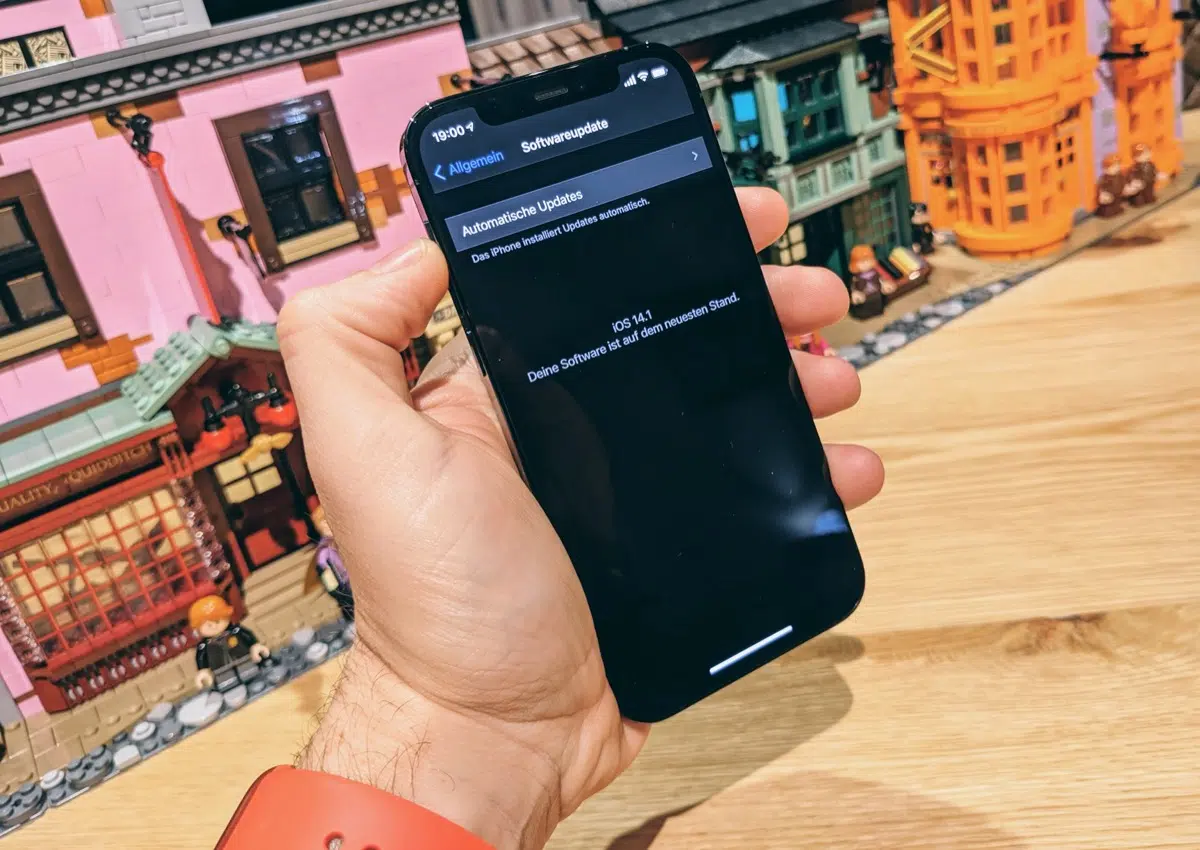 19:00
Allgemein
Softwareupdate
Automatische Updates
Das iPhone installiert Updates automatisch.
iOS 14.1
Deine Software ist auf dem neuesten Stand.
QUALITY, QUIDDITCH